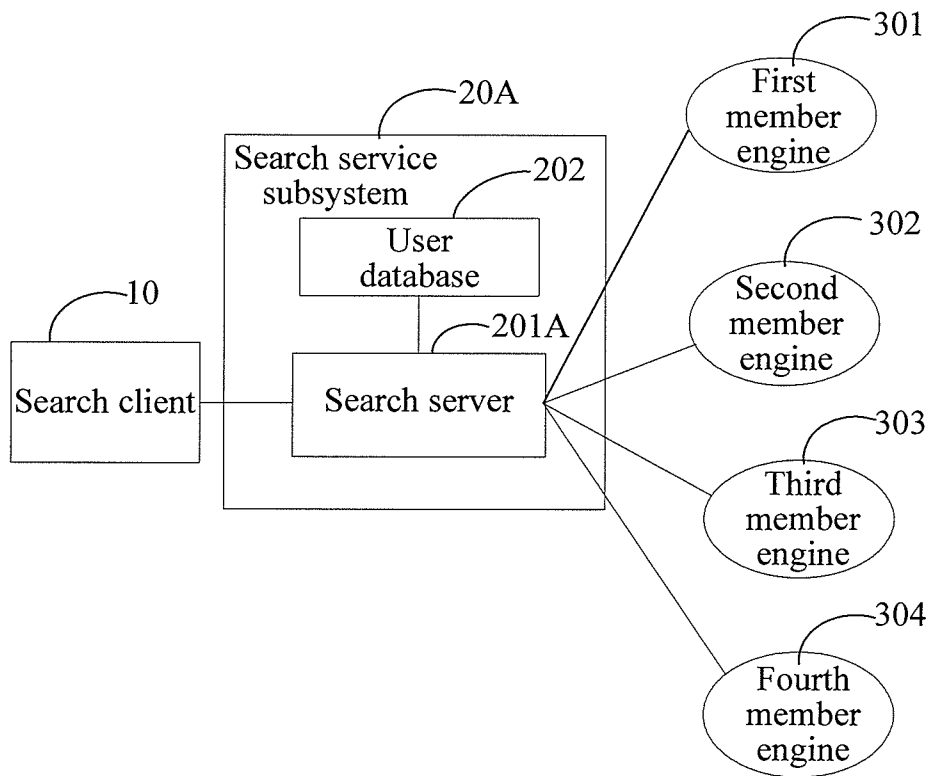 301
First
member
engine
20A
Search service
subsystem
202
User
database
302
Second
member
engine
10
201A
Search client
Search server
303
Third
member
engine
304
Fourth
member
engine